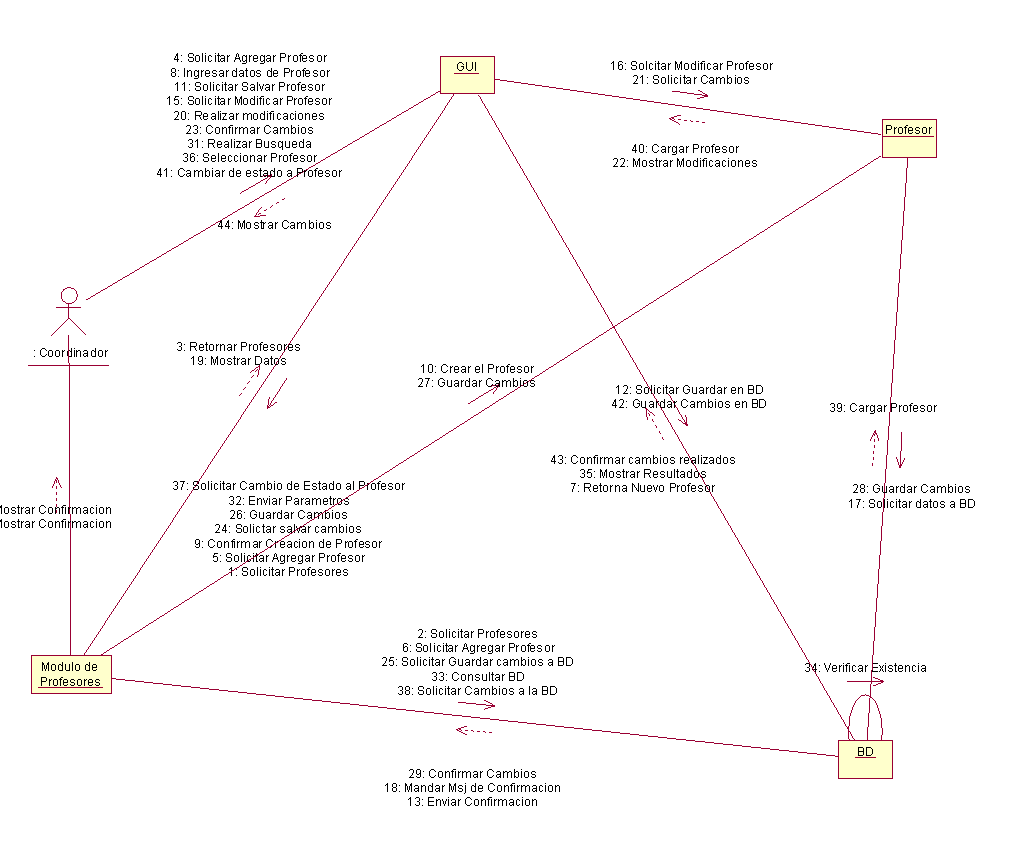 4: Solicitar Agregar Profesor
8: Ingresar datos de Profesor
11: Solicitar Salvar Profesor
15: Solicitar Modificar Profesor
20: Realizar modificaciones
23: Confirmar Cambios
31: Realizar Busqueda
36: Seleccionar Profesor
41: Cambiar de estado a Profesor
44: Mostrar Cambios
GUI
16: Solcitar Modificar Profesor
21: Solicitar Cambios
Profesor
40: Cargar Profesor
22: Mostrar Modificaciones
: Coordinador
3: Retornar Profesores
19: Mostrar Datos
10: Crear el Profesor
27: Guardar Cambios
12: Solicitar Guardar en BD
42: Guardar Cambios en BD
39: Cargar Profesor
43: Confirmar cambios realizados
35: Mostrar Resultados
7: Retorna Nuevo Profesor
28: Guardar Cambios
17: Solicitar datos a BD
Mostrar Confirmacion
Mostrar Confirmacion
37: Solicitar Cambio de Estado al Profesor
32: Enviar Parametros
26: Guardar Cambios
24: Solictar salvar cambios
9: Confirmar Creacion de Profesor
5: Solicitar Agregar Profesor
1: Solicitar Profesores
Modulo de
Profesores
2: Solicitar Profesores
6: Solicitar Agregar Profesor
25: Solicitar Guardar cambios a BD
33: Consultar BD
38: Solicitar Cambios a la BD
34: Verificar Existencia
BD
29: Confirmar Cambios
18: Mandar Msj de Confirmacion
13: Enviar Confirmacion